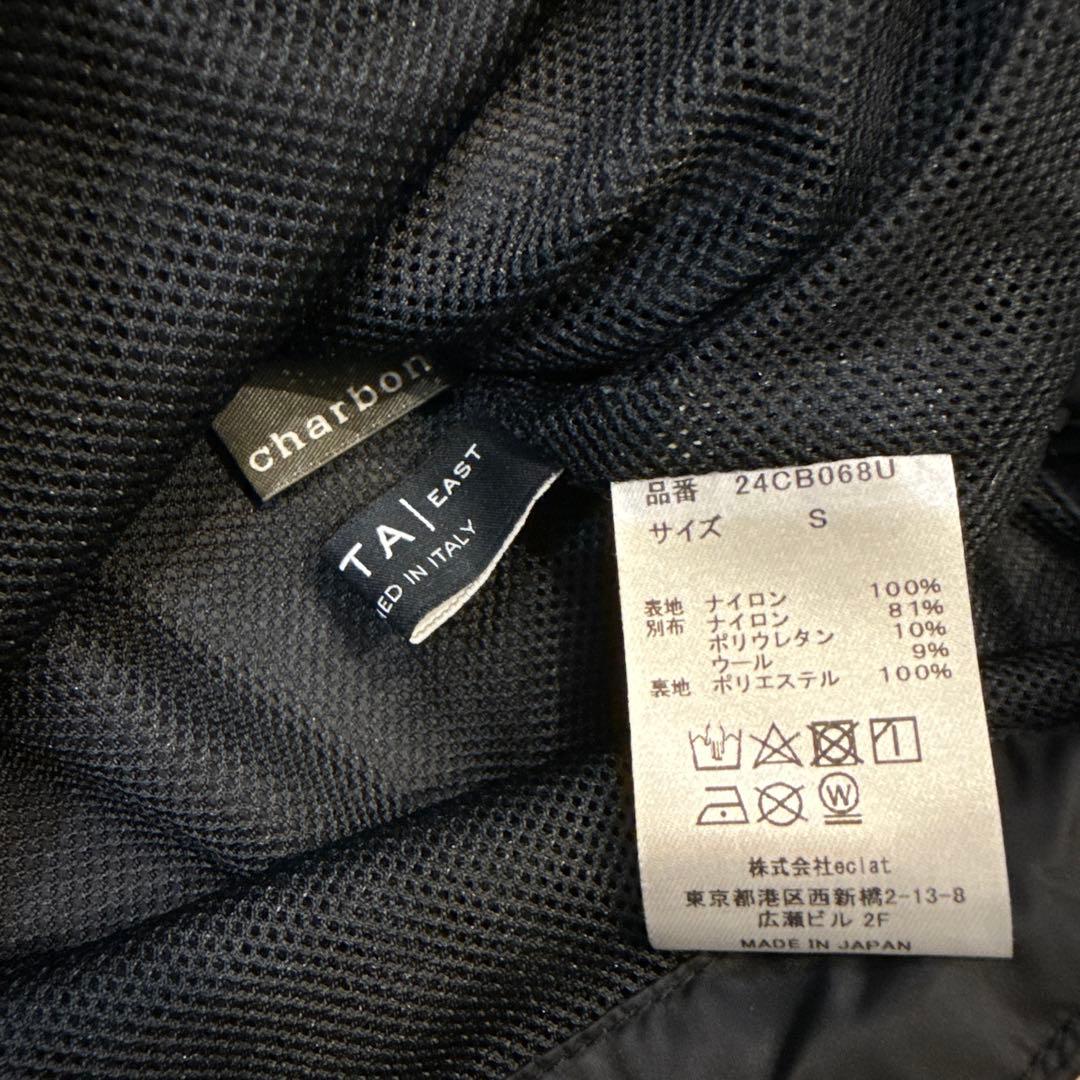 charbon
TA | EAST
ED IN ITALY
品番 24CB068U
サイズ S
表地 ナイロン 100%
別布 ナイロン 81%
ポリウレタン 10%
ウール 9%
裏地 ポリエステル 100%
W
株式会社eclat
東京都港区西新橋2-13-8
広瀬ビル 2F
MADE IN JAPAN